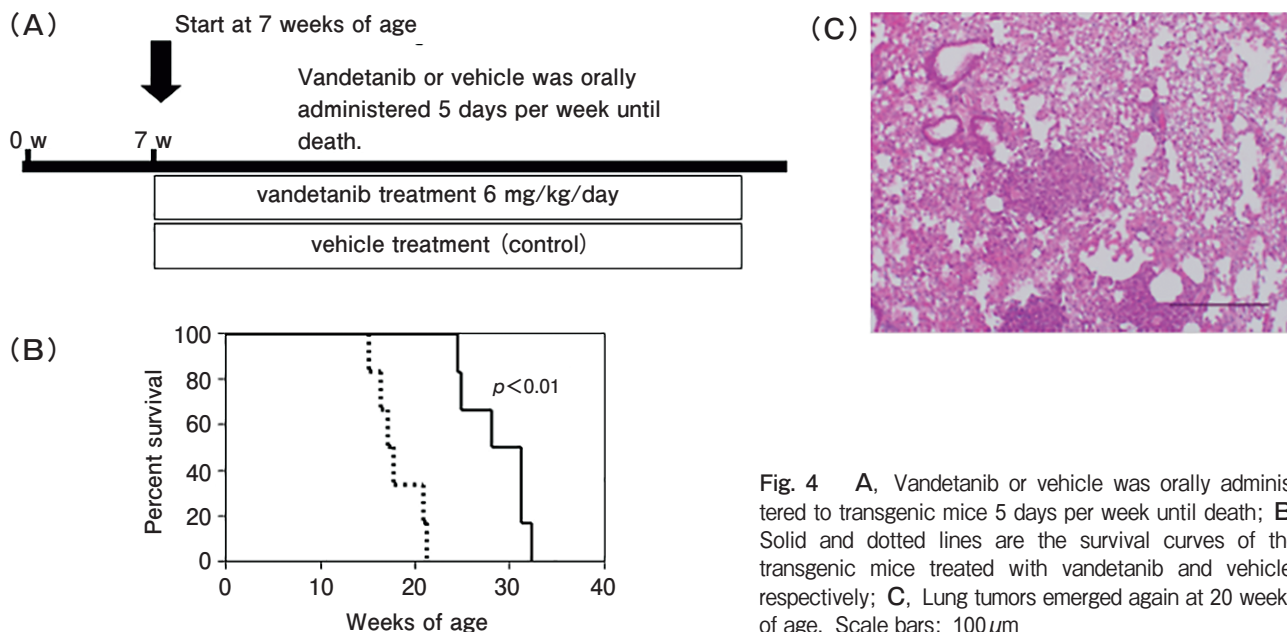 (A)
Start at 7 weeks of age
Vandetanib or vehicle was orally
administered 5 days per week until
death.
0 w
7 w
vandetanib treatment 6 mg/kg/day
vehicle treatment (control)
(B)
100
80
60
40
20
0
Percent survival
p<0.01
0
10
20
30
40
Weeks of age
(C)
Fig. 4 A, Vandetanib or vehicle was orally adminis
tered to transgenic mice 5 days per week until death; B
Solid and dotted lines are the survival curves of th
transgenic mice treated with vandetanib and vehicle
respectively; C, Lung tumors emerged again at 20 week
of age. Scale bars: 100μm